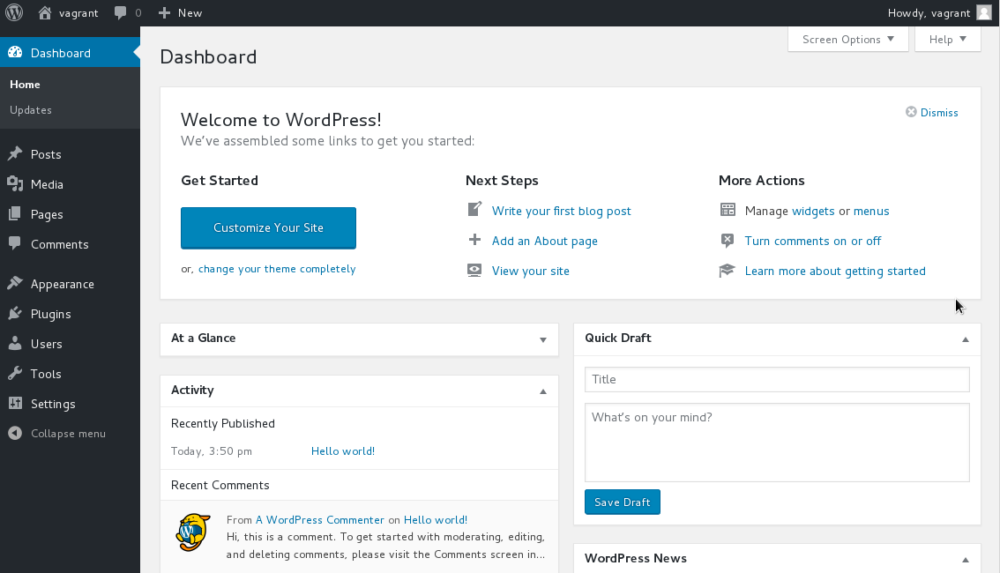 vagrant 0 New Howdy, vagrant
Dashboard
Home
Updates
Posts
Media
Pages
Comments
Appearance
Plugins
Users
Tools
Settings
Collapse menu
Screen Options Help
Dashboard
Welcome to WordPress!
Dismiss
We've assembled some links to get you started:
Get Started
Customize Your Site
or, change your theme completely
Next Steps
Write your first blog post
Add an About page
View your site
More Actions
Manage widgets or menus
Turn comments on or off
Learn more about getting started
At a Glance
Activity
Recently Published
Today, 3:50 pm Hello world!
Recent Comments
From A WordPress Commenter on Hello world!
Hi, this is a comment. To get started with moderating, editing,
and deleting comments, please visit the Comments screen in...
Quick Draft
Title
What's on your mind?
Save Draft
WordPress News